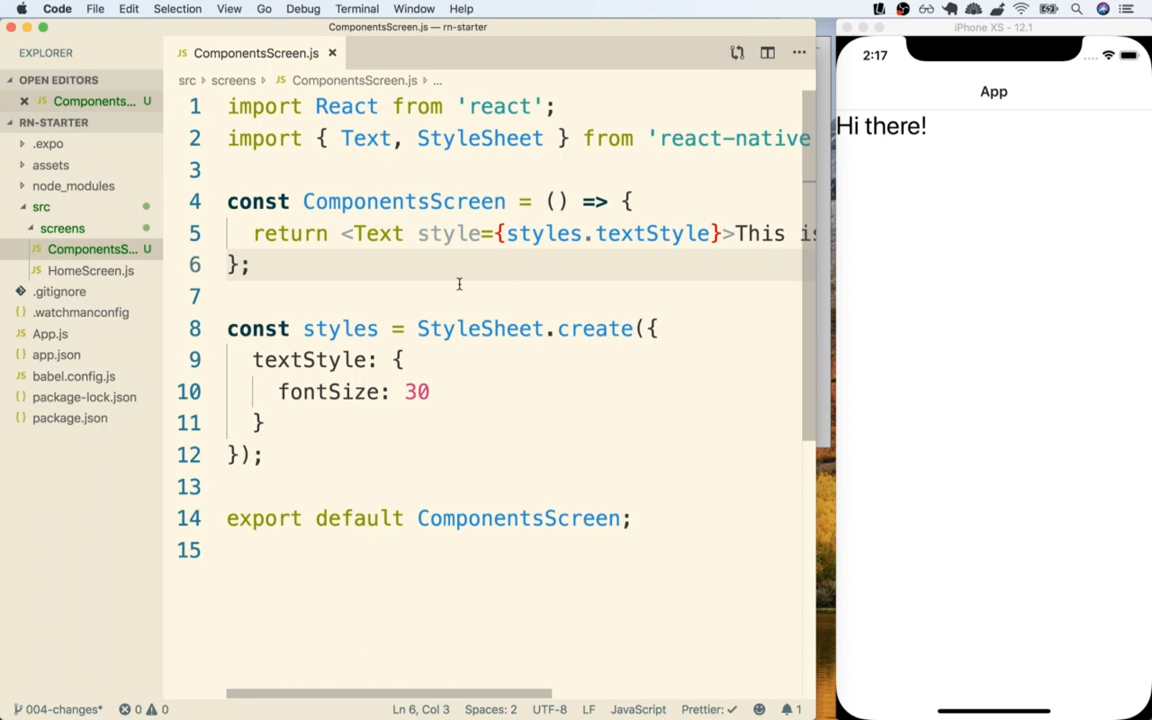 Code File Edit Selection View Go Debug Terminal Window Help
ComponentsScreen.js — rn-starter
iPhone XS - 12.1
EXPLORER
OPEN EDITORS
Components... U
RN-STARTER
.expo
assets
node_modules
src
screens
ComponentsS... U
HomeScreen.js
.gitignore
.watchmanconfig
App.js
app.json
babel.config.js
package-lock.json
package.json
JS ComponentsScreen.js
src screens JS ComponentsScreen.js ...
1 import React from 'react';
2 import { Text, StyleSheet } from 'react-native
3
4 const ComponentsScreen = () => {
5 return <Text style={styles.textStyle}>This is
6 };
7
8 const styles = StyleSheet.create({
9 textStyle: {
10 fontSize: 30
11 }
12 });
13
14 export default ComponentsScreen;
15
004-changes* 0 0 Ln 6, Col 3 Spaces: 2 UTF-8 LF JavaScript Prettier: ✓ 1
2:17
App
Hi there!